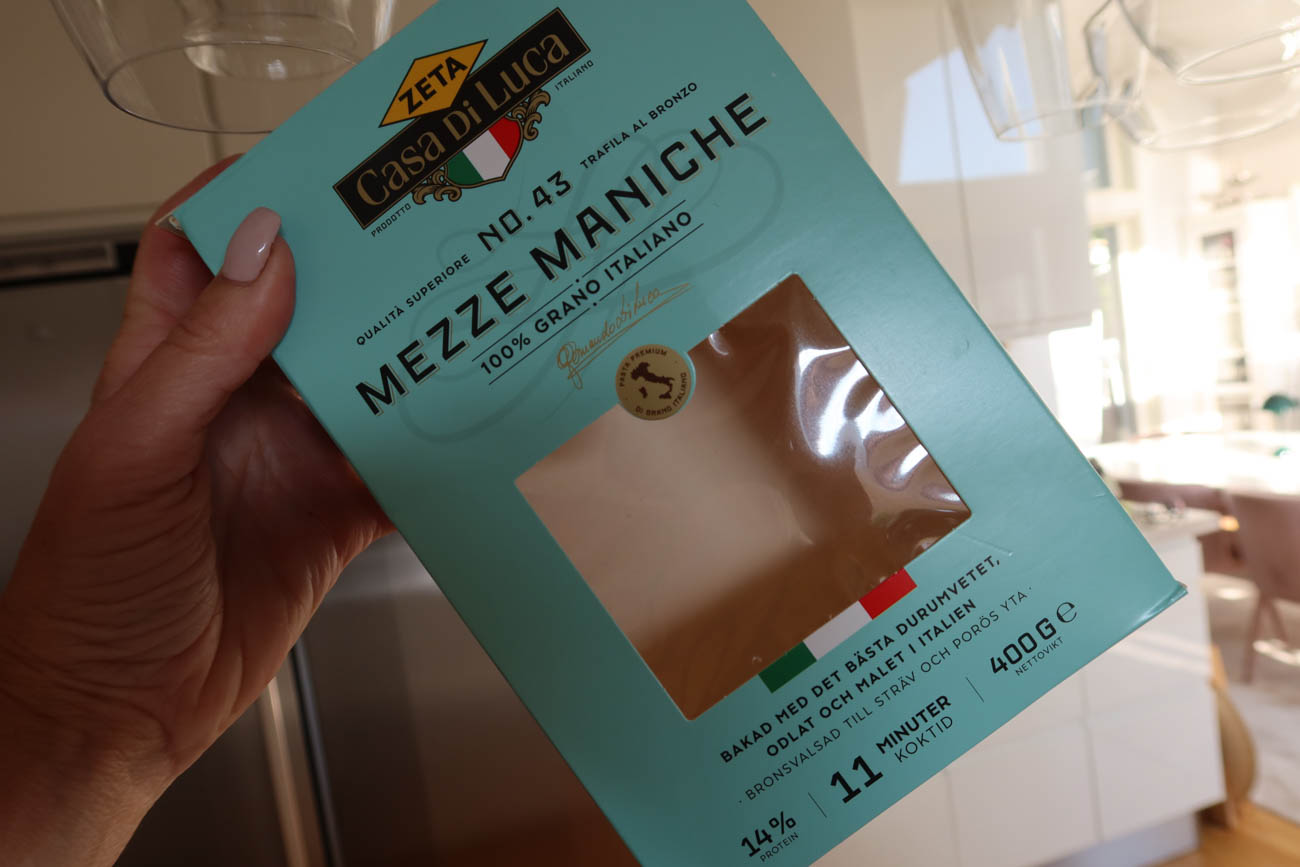 ZETA
Casa Di Luca
PRODOTTO ITALIANO
QUALITÀ SUPERIORE NO. 43 TRAFILA AL BRONZO
MEZZE MANICHE
100% GRANO ITALIANO
PASTA PREMIUM
DI GRANO ITALIANO
BAKAD MED DET BÄSTA DURUMVETET,
ODLAT OCH MALET I ITALIEN
· BRONSVALSAD TILL STRÄV OCH PORÖS YTA ·
14% PROTEIN
11 MINUTER KOKTID
400 G ℮ NETTOVIKT